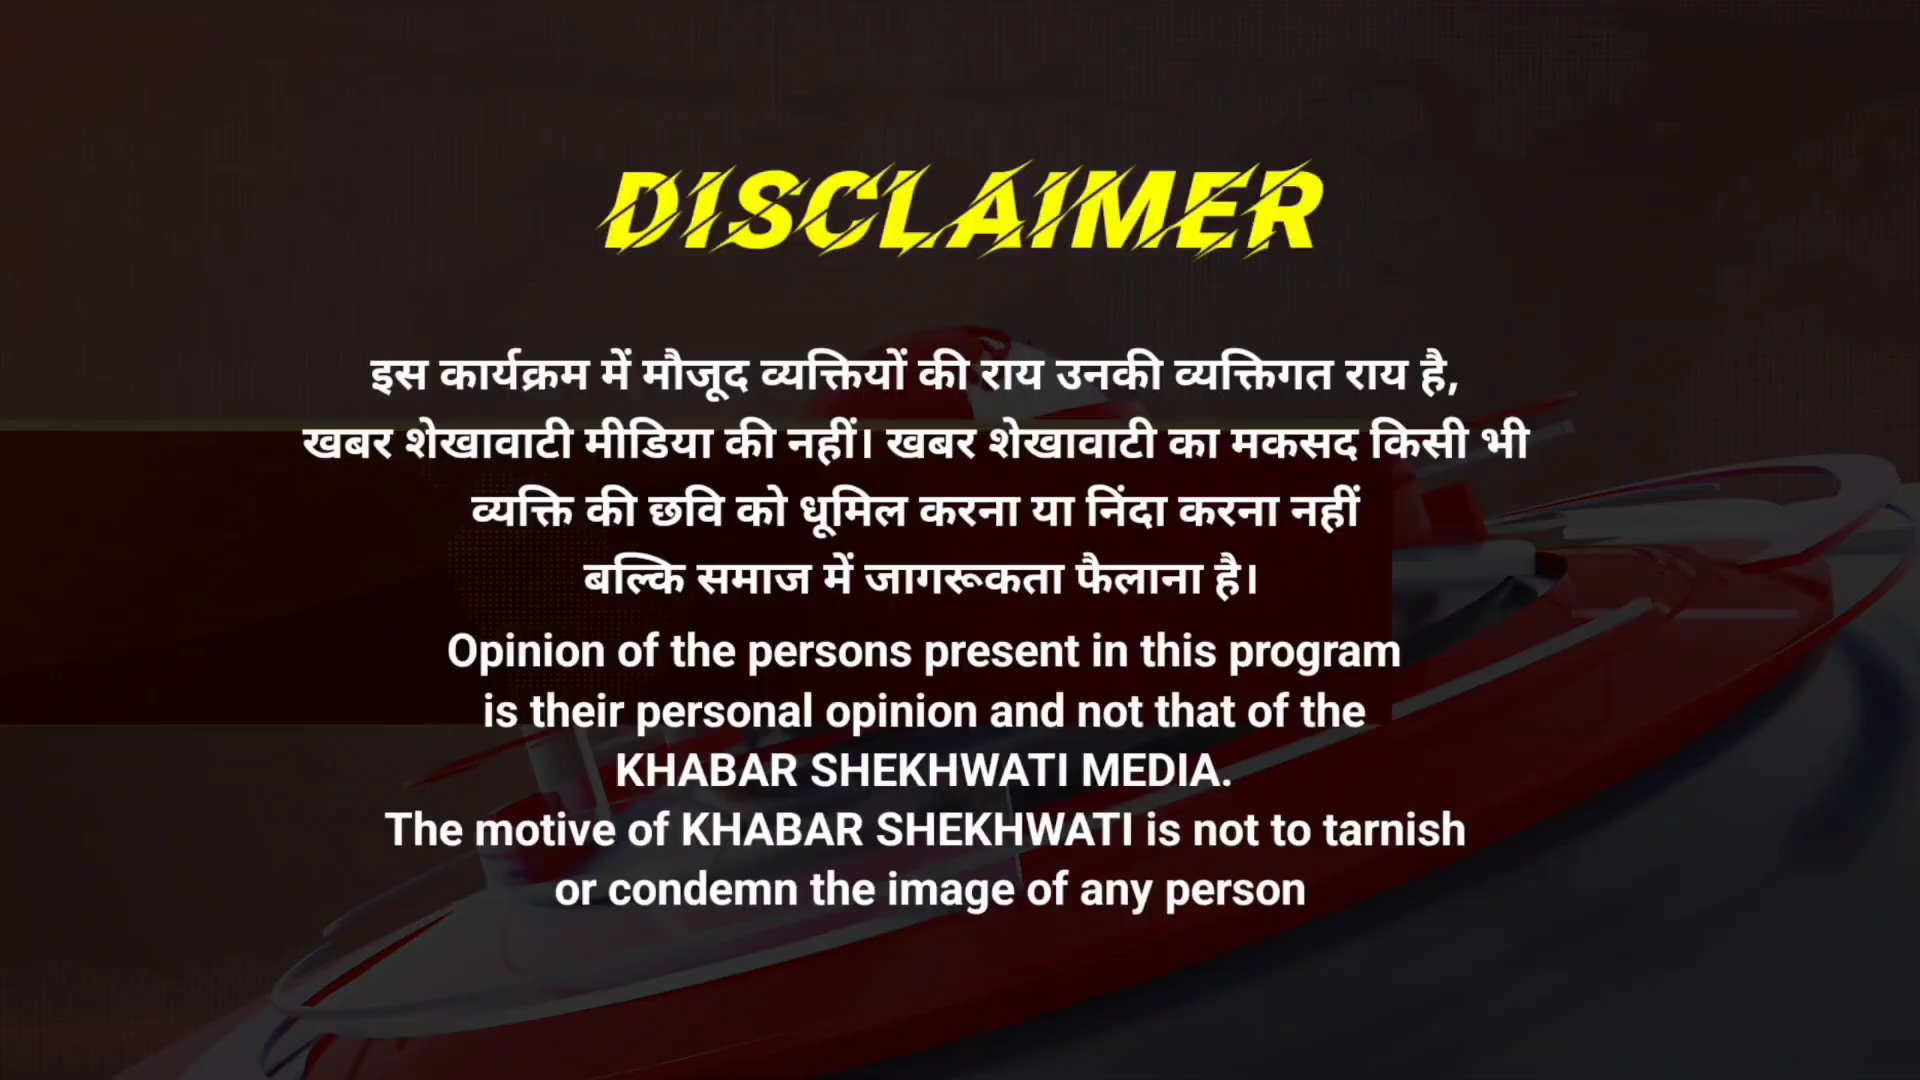 DISCLAIMER
इस कार्यक्रम में मौजूद व्यक्तियों की राय उनकी व्यक्तिगत राय है,
खबर शेखावाटी मीडिया की नहीं। खबर शेखावाटी का मकसद किसी भी
व्यक्ति की छवि को धूमिल करना या निंदा करना नहीं
बल्कि समाज में जागरूकता फैलाना है।
Opinion of the persons present in this program
is their personal opinion and not that of the
KHABAR SHEKHWATI MEDIA.
The motive of KHABAR SHEKHWATI is not to tarnish
or condemn the image of any person